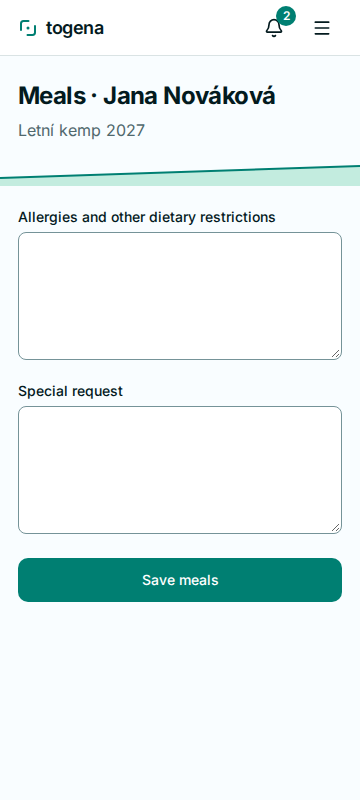 togena
2
Meals · Jana Nováková
Letní kemp 2027
Allergies and other dietary restrictions
Special request
Save meals